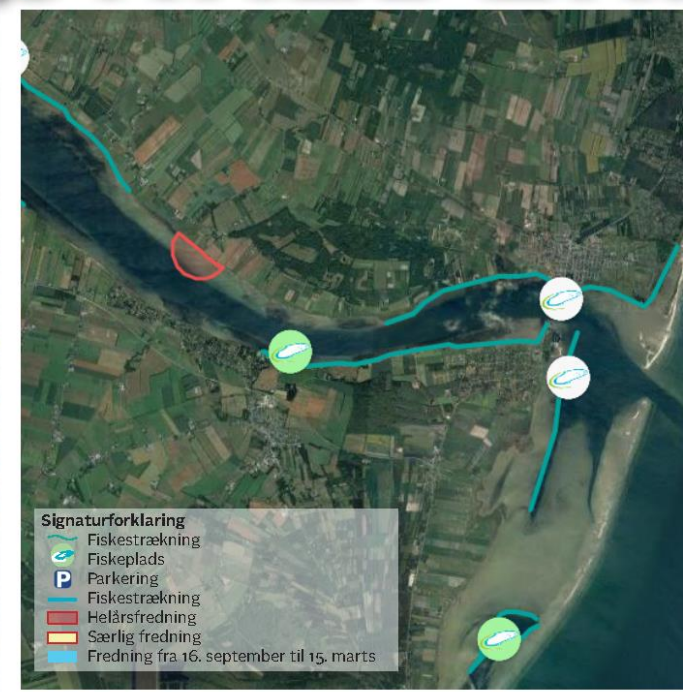 Signaturforklaring
Fiskestrækning
Fiskeplads
P Parkering
Fiskestrækning
Helårsfredning
Særlig fredning
Fredning fra 16. september til 15. marts